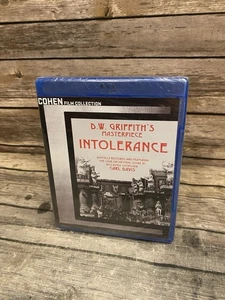 COHEN FILM COLLECTION
D.W. GRIFFITH'S
MASTERPIECE
INTOLERANCE
CARL DAVIS